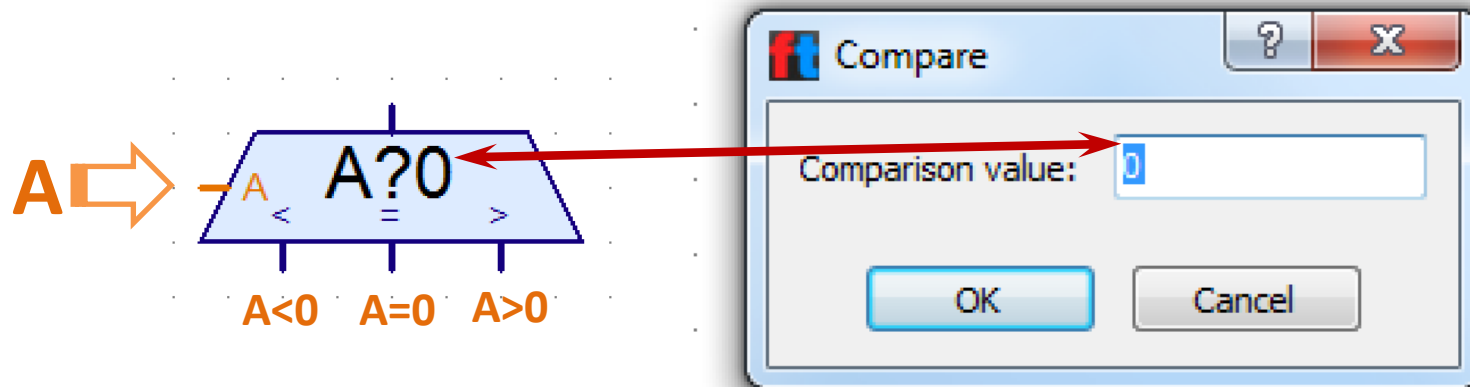 A
A
A?0
< = >
A<0 A=0 A>0
ft Compare
?
X
Comparison value: 0
OK Cancel